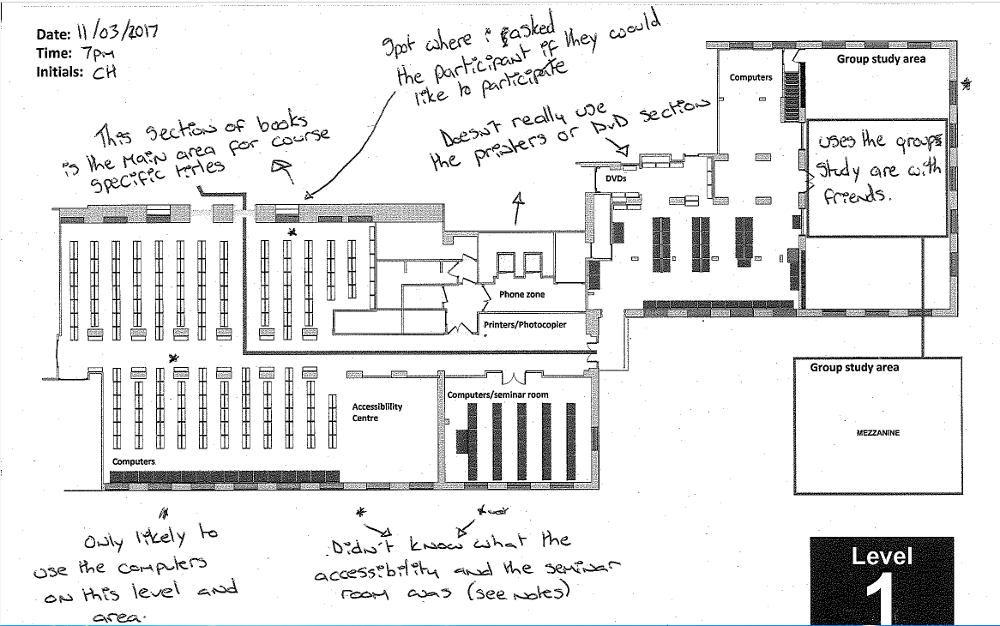 Date: 11/03/2017
Time: 7pm
Initials: CH
Spot where i asked
the participant if they would
like to participate
This section of books
is the main area for course
specific titles
Doesn't really use
the printers or DvD section
Computers
Group study area
uses the groups
study are with
friends.
DVDs
Phone zone
Printers/Photocopier
Group study area
MEZZANINE
Accessiblility
Centre
Computers/seminar room
Computers
Only likely to
use the computers
on this level and
area.
Didn't know what the
accessibility and the seminar
room was (see notes)
Level
1